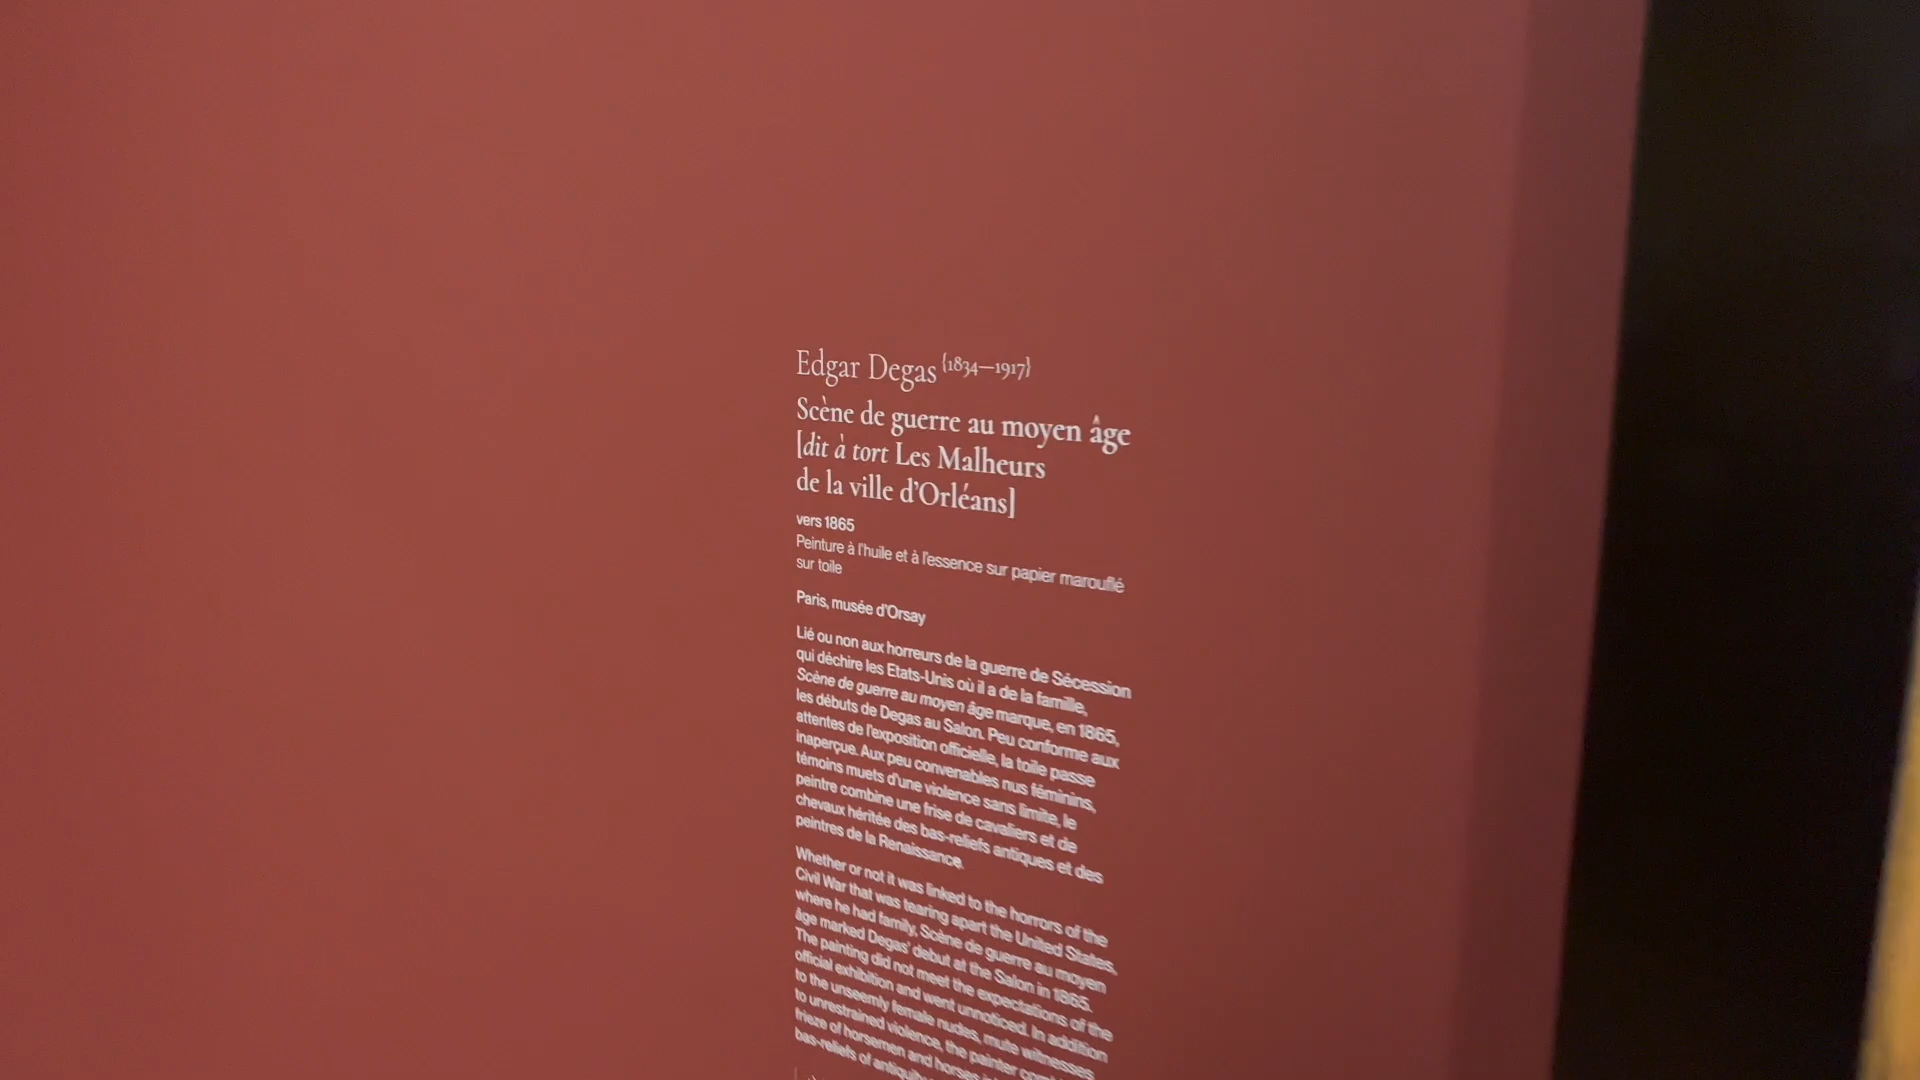 Edgar Degas {1834—1917}
Scène de guerre au moyen âge
[dit à tort Les Malheurs
de la ville d'Orléans]
vers 1865
Peinture à l'huile et à l'essence sur papier marouflé
sur toile
Paris, musée d'Orsay
Lié ou non aux horreurs de la guerre de Sécession
qui déchire les Etats-Unis où il a de la famille,
Scène de guerre au moyen âge marque, en 1865,
les débuts de Degas au Salon. Peu conforme aux
attentes de l'exposition officielle, la toile passe
inaperçue. Aux peu convenables nus féminins,
témoins muets d'une violence sans limite, le
peintre combine une frise de cavaliers et de
chevaux héritée des bas-reliefs antiques et des
peintres de la Renaissance.
Whether or not it was linked to the horrors of the
Civil War that was tearing apart the United States,
where he had family, Scène de guerre au moyen
âge marked Degas' debut at the Salon in 1865.
The painting did not meet the expectations of the
official exhibition and went unnoticed. In addition
to the unseemly female nudes, mute witnesses
to unrestrained violence, the painter
frieze of horsemen and horses
bas-reliefs of